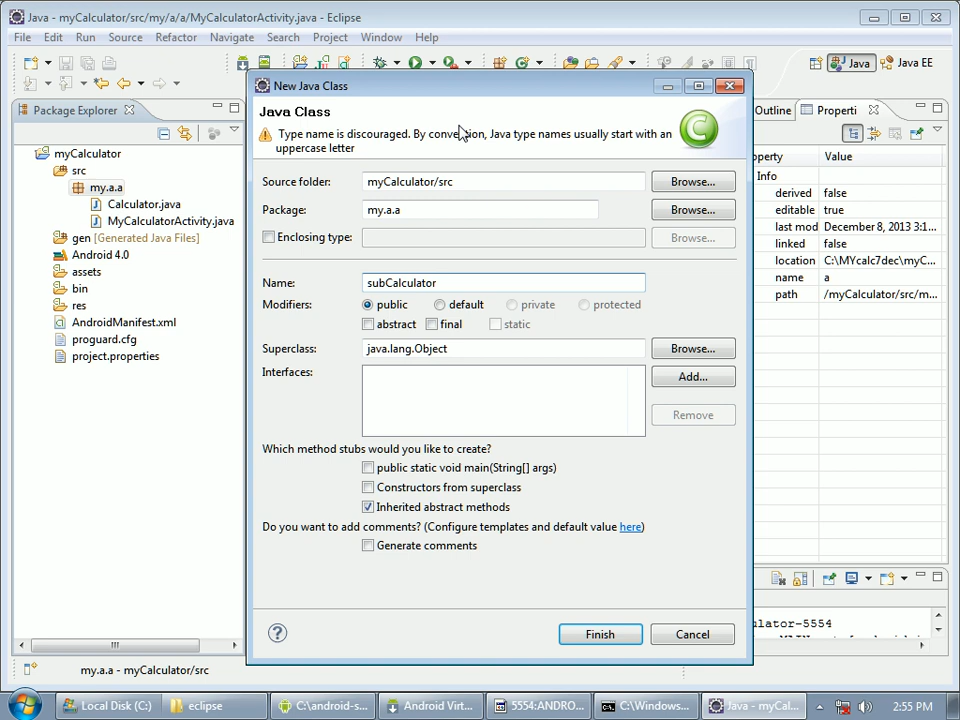 Java - myCalculator/src/my/a/a/MyCalculatorActivity.java - Eclipse
File Edit Run Source Refactor Navigate Search Project Window Help
Java
Java EE
Package Explorer
myCalculator
src
my.a.a
Calculator.java
MyCalculatorActivity.java
gen [Generated Java Files]
Android 4.0
assets
bin
res
AndroidManifest.xml
proguard.cfg
project.properties
New Java Class
Java Class
Type name is discouraged. By convention, Java type names usually start with an
uppercase letter
Source folder: myCalculator/src Browse...
Package: my.a.a Browse...
Enclosing type: Browse...
Name: subCalculator
Modifiers: public default private protected
abstract final static
Superclass: java.lang.Object Browse...
Interfaces: Add...
Remove
Which method stubs would you like to create?
public static void main(String[] args)
Constructors from superclass
Inherited abstract methods
Do you want to add comments? (Configure templates and default value here)
Generate comments
? Finish Cancel
Outline Properti
operty Value
Info
derived false
editable true
last mod December 8, 2013 3:1...
linked false
location C:\MYcalc7dec\myC...
name a
path /myCalculator/src/m...
culator-5554
my.a.a - myCalculator/src
Local Disk (C:) eclipse C:\android-s... Android Virt... 5554:ANDRO... C:\Windows... Java - myCal... 2:55 PM